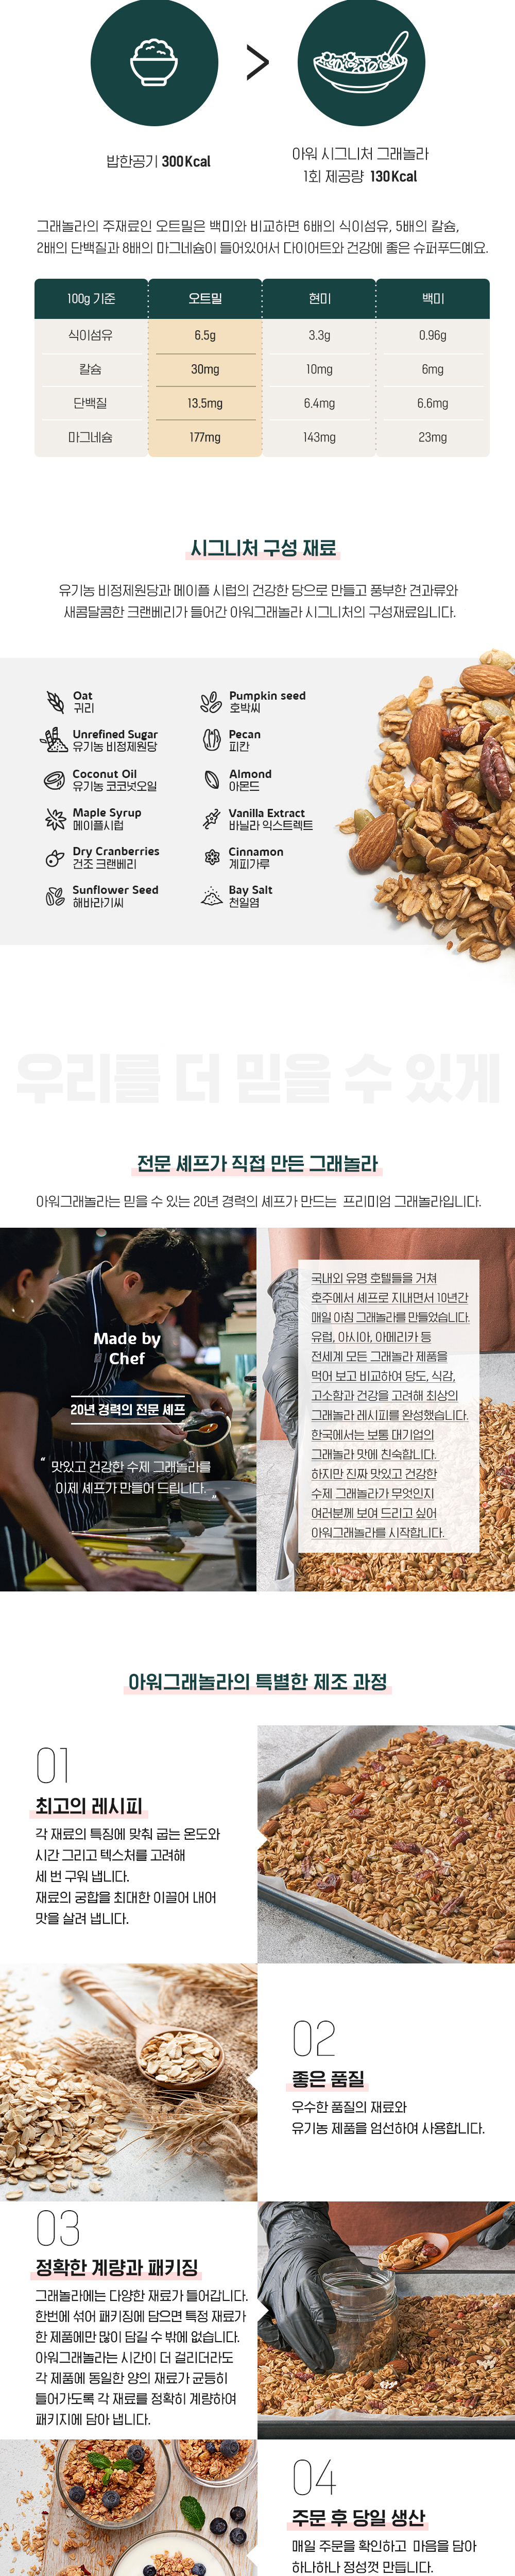 밥한공기 300Kcal
>
아워 시그니처 그래놀라
1회 제공량 130Kcal
그래놀라의 주재료인 오트밀은 백미와 비교하면 6배의 식이섬유, 5배의 칼슘,
2배의 단백질과 8배의 마그네슘이 들어있어서 다이어트와 건강에 좋은 슈퍼푸드예요.
100g 기준 오트밀 현미 백미
식이섬유 6.5g 3.3g 0.96g
칼슘 30mg 10mg 6mg
단백질 13.5mg 6.4mg 6.6mg
마그네슘 177mg 143mg 23mg
시그니처 구성 재료
유기농 비정제원당과 메이플 시럽의 건강한 당으로 만들고 풍부한 견과류와
새콤달콤한 크랜베리가 들어간 아워그래놀라 시그니처의 구성재료입니다.
Oat
귀리
Unrefined Sugar
유기농 비정제원당
Coconut Oil
유기농 코코넛오일
Maple Syrup
메이플시럽
Dry Cranberries
건조 크랜베리
Sunflower Seed
해바라기씨
Pumpkin seed
호박씨
Pecan
피칸
Almond
아몬드
Vanilla Extract
바닐라 익스트렉트
Cinnamon
계피가루
Bay Salt
천일염
우리를 더 믿을 수 있게
전문 셰프가 직접 만든 그래놀라
아워그래놀라는 믿을 수 있는 20년 경력의 셰프가 만드는 프리미엄 그래놀라입니다.
Made by
Chef
20년 경력의 전문 셰프
“ 맛있고 건강한 수제 그래놀라를
이제 셰프가 만들어 드립니다. ”
국내외 유명 호텔들을 거쳐
호주에서 셰프로 지내면서 10년간
매일 아침 그래놀라를 만들었습니다.
유럽, 아시아, 아메리카 등
전세계 모든 그래놀라 제품을
먹어 보고 비교하여 당도, 식감,
고소함과 건강을 고려해 최상의
그래놀라 레시피를 완성했습니다.
한국에서는 보통 대기업의
그래놀라 맛에 친숙합니다.
하지만 진짜 맛있고 건강한
수제 그래놀라가 무엇인지
여러분께 보여 드리고 싶어
아워그래놀라를 시작합니다.
아워그래놀라의 특별한 제조 과정
01
최고의 레시피
각 재료의 특징에 맞춰 굽는 온도와
시간 그리고 텍스처를 고려해
세 번 구워 냅니다.
재료의 궁합을 최대한 이끌어 내어
맛을 살려 냅니다.
02
좋은 품질
우수한 품질의 재료와
유기농 제품을 엄선하여 사용합니다.
03
정확한 계량과 패키징
그래놀라에는 다양한 재료가 들어갑니다.
한번에 섞어 패키징에 담으면 특정 재료가
한 제품에만 많이 담길 수 밖에 없습니다.
아워그래놀라는 시간이 더 걸리더라도
각 제품에 동일한 양의 재료가 균등히
들어가도록 각 재료를 정확히 계량하여
패키지에 담아 냅니다.
04
주문 후 당일 생산
매일 주문을 확인하고 마음을 담아
하나하나 정성껏 만듭니다.